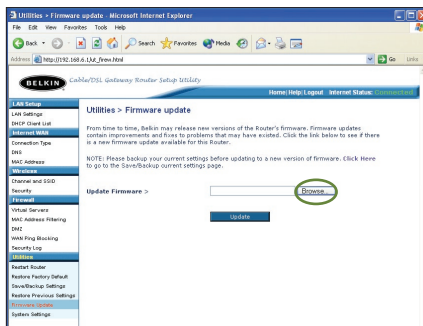 Utilities > Firmware update - Microsoft Internet Explorer
File Edit View Favorites Tools Help
Back Search Favorites Media
Address http://192.168.6.1/ut_firew.html Go Links
BELKIN Cable/DSL Gateway Router Setup Utility
Home|Help|Logout Internet Status: Connected
LAN Setup
LAN Settings
DHCP Client List
Internet WAN
Connection Type
DNS
MAC Address
Wireless
Channel and SSID
Security
Firewall
Virtual Servers
MAC Address Filtering
DMZ
WAN Ping Blocking
Security Log
Utilities
Restart Router
Restore Factory Default
Save/Backup Settings
Restore Previous Settings
Firmware Update
System Settings
Utilities > Firmware update
From time to time, Belkin may release new versions of the Router's firmware. Firmware updates
contain improvements and fixes to problems that may have existed. Click the link below to see if there
is a new firmware update available for this Router.
NOTE: Please backup your current settings before updating to a new version of firmware. Click Here
to go to the Save/Backup current settings page.
Update Firmware > Browse...
Update